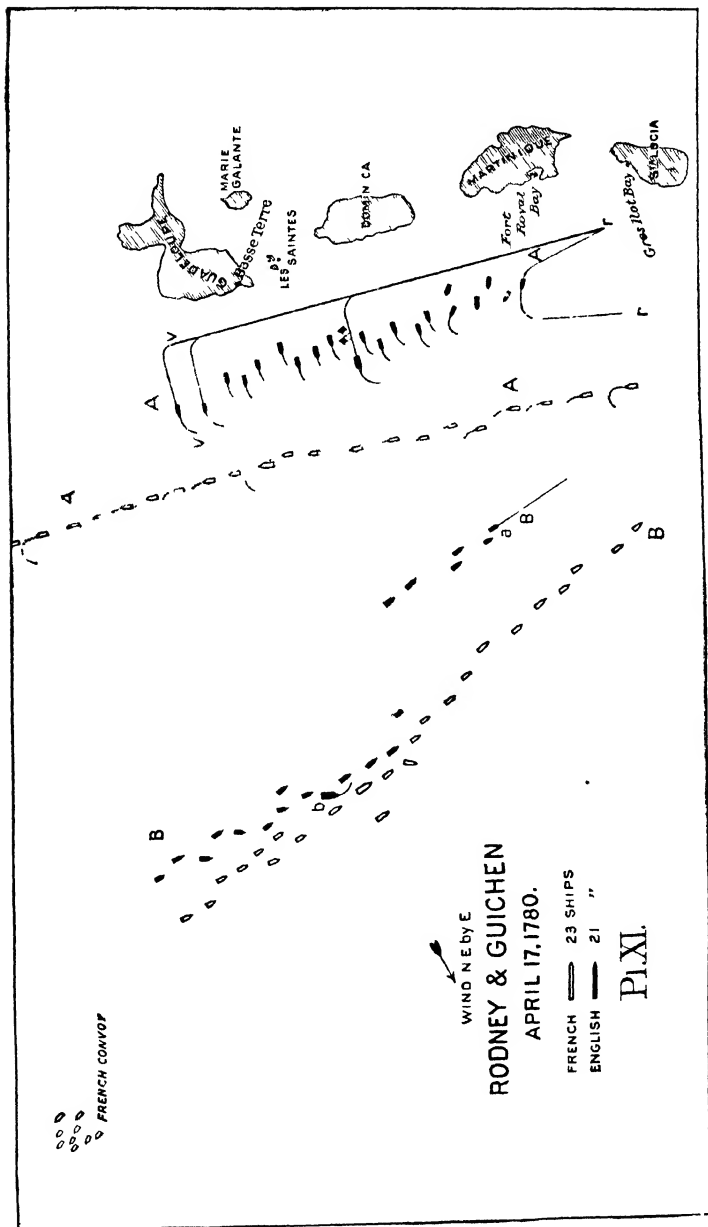 GUADELOUPE
MARIE
GALANTE
Basse Terre
LES SAINTES
DOMINICA
MARTINIQUE
Fort
Royal
Bay
Gros Ilot Bay
ST. LUCIA
v
A
v
A
r
r
A
A
a
B
B
B
b
FRENCH CONVOY
WIND N E by E
RODNEY & GUICHEN
APRIL 17, 1780.
FRENCH 23 SHIPS
ENGLISH 21 "
Pl. XI.